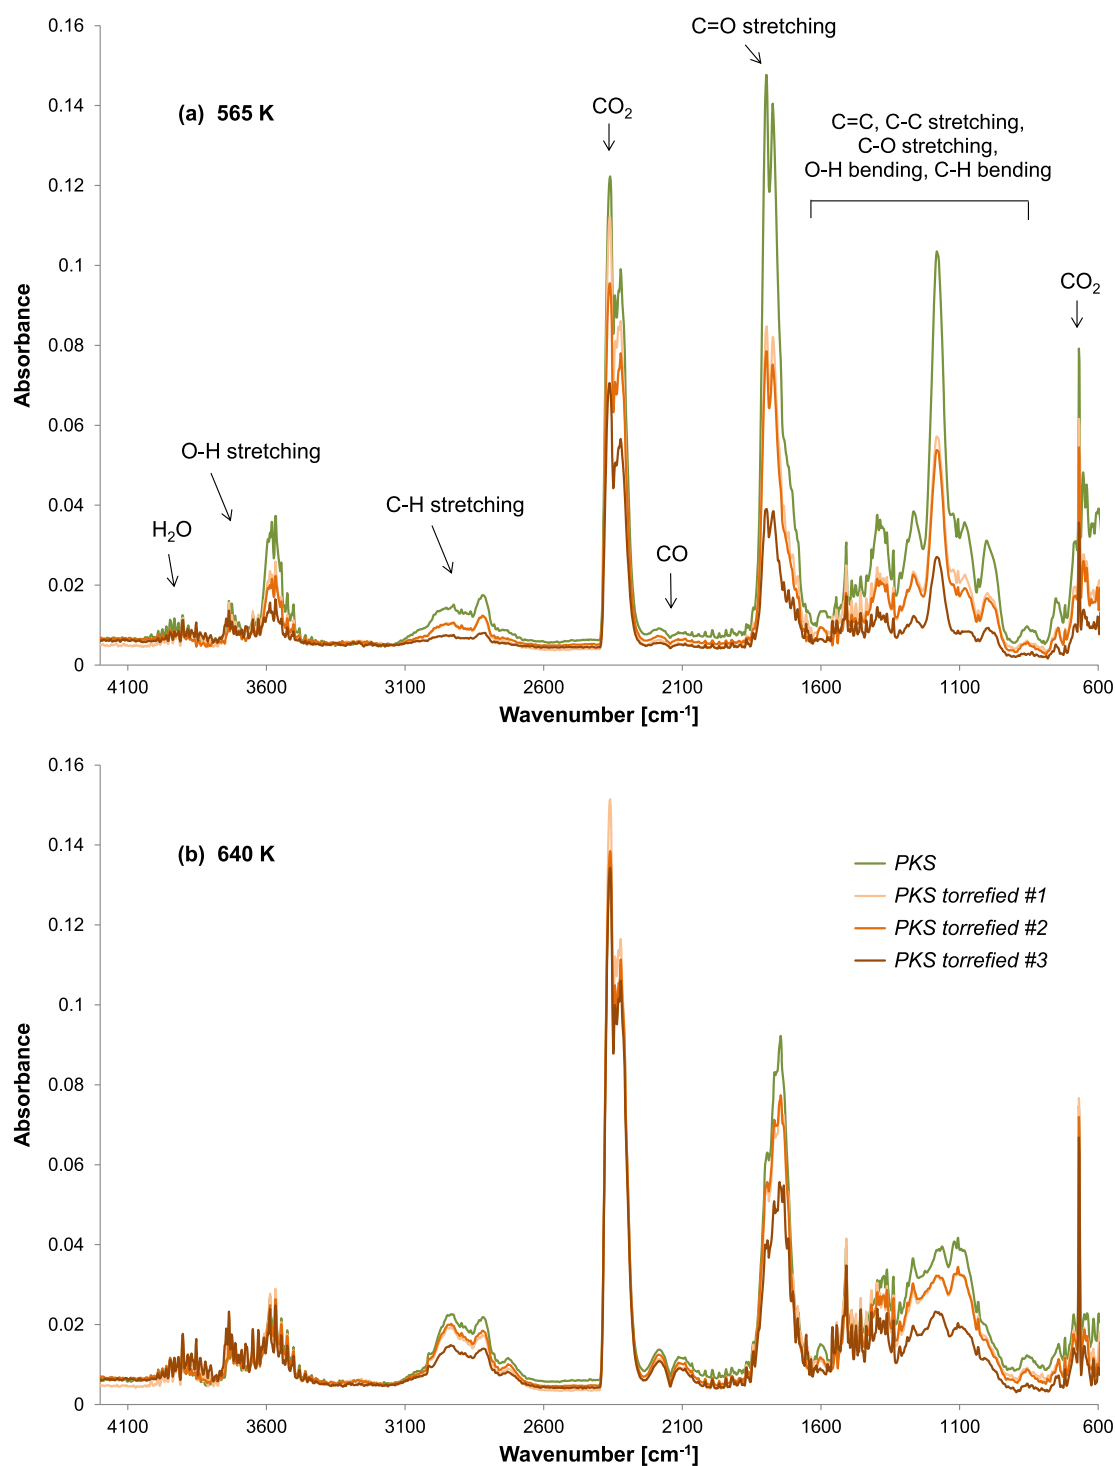 0.16
0.14
0.12
0.1
0.08
0.06
0.04
0.02
0
Absorbance
(a) 565 K
C=O stretching
CO₂
C=C, C-C stretching,
C-O stretching,
O-H bending, C-H bending
CO₂
O-H stretching
H₂O
C-H stretching
CO
4100 3600 3100 2600 2100 1600 1100 600
Wavenumber [cm⁻¹]
0.16
0.14
0.12
0.1
0.08
0.06
0.04
0.02
0
Absorbance
(b) 640 K
PKS
PKS torrefied #1
PKS torrefied #2
PKS torrefied #3
4100 3600 3100 2600 2100 1600 1100 600
Wavenumber [cm⁻¹]